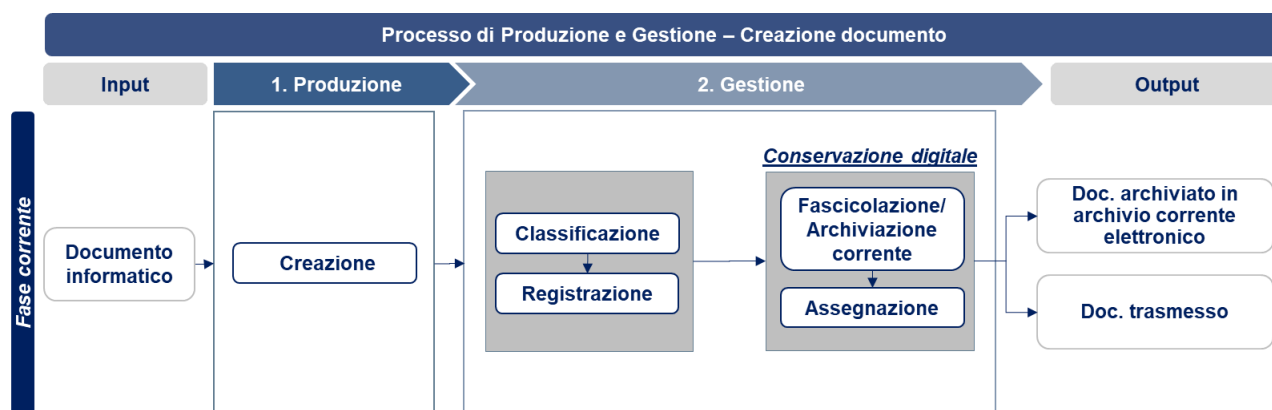 Processo di Produzione e Gestione – Creazione documento
Input
1. Produzione
2. Gestione
Output
Fase corrente
Documento
informatico
Creazione
Classificazione
Registrazione
Conservazione digitale
Fascicolazione/
Archiviazione
corrente
Assegnazione
Doc. archiviato in
archivio corrente
elettronico
Doc. trasmesso